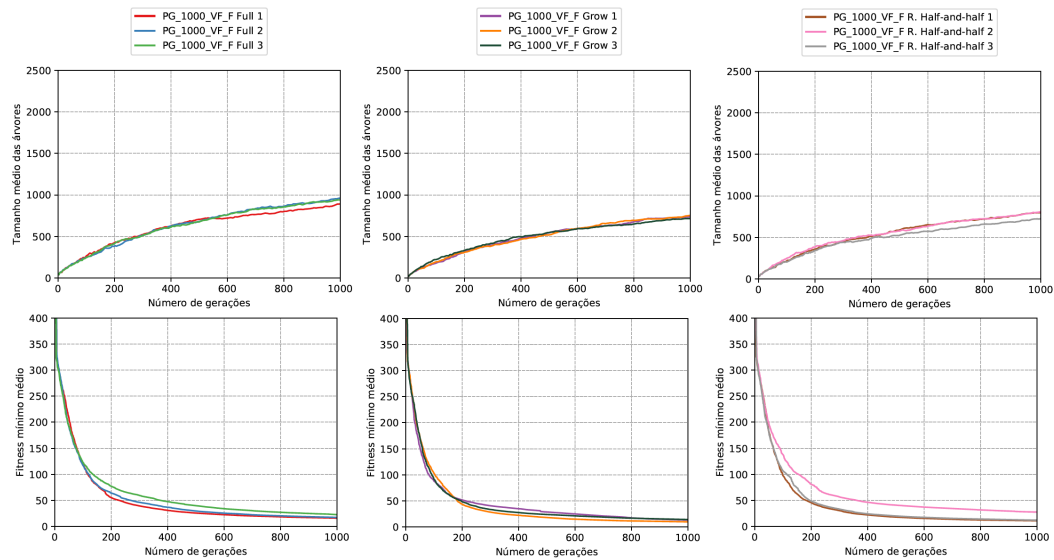 PG_1000_VF_F Full 1
PG_1000_VF_F Full 2
PG_1000_VF_F Full 3
PG_1000_VF_F Grow 1
PG_1000_VF_F Grow 2
PG_1000_VF_F Grow 3
PG_1000_VF_F R. Half-and-half 1
PG_1000_VF_F R. Half-and-half 2
PG_1000_VF_F R. Half-and-half 3
Tamanho médio das árvores
2500
2000
1500
1000
500
0
0 200 400 600 800 1000
Número de gerações
Tamanho médio das árvores
2500
2000
1500
1000
500
0
0 200 400 600 800 1000
Número de gerações
Tamanho médio das árvores
2500
2000
1500
1000
500
0
0 200 400 600 800 1000
Número de gerações
Fitness mínimo médio
400
350
300
250
200
150
100
50
0
0 200 400 600 800 1000
Número de gerações
Fitness mínimo médio
400
350
300
250
200
150
100
50
0
0 200 400 600 800 1000
Número de gerações
Fitness mínimo médio
400
350
300
250
200
150
100
50
0
0 200 400 600 800 1000
Número de gerações